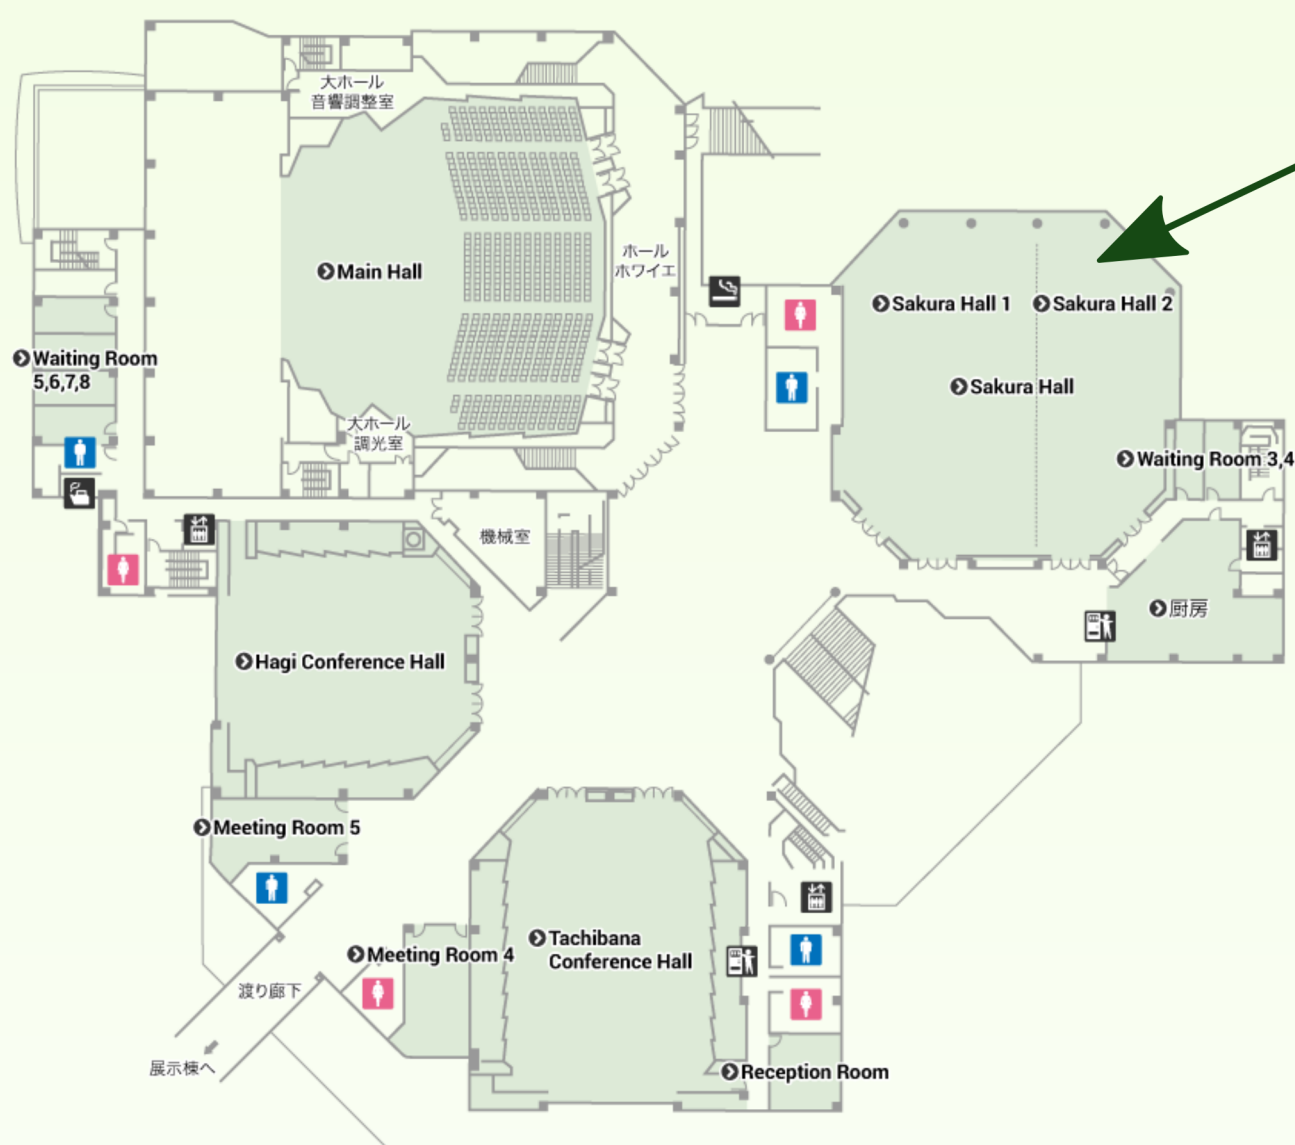 大ホール
音響調整室
Main Hall
ホール
ホワイエ
Sakura Hall 1
Sakura Hall 2
Waiting Room
5,6,7,8
Sakura Hall
大ホール
調光室
Waiting Room 3,4
機械室
厨房
Hagi Conference Hall
Meeting Room 5
Meeting Room 4
Tachibana
Conference Hall
渡り廊下
展示棟へ
Reception Room